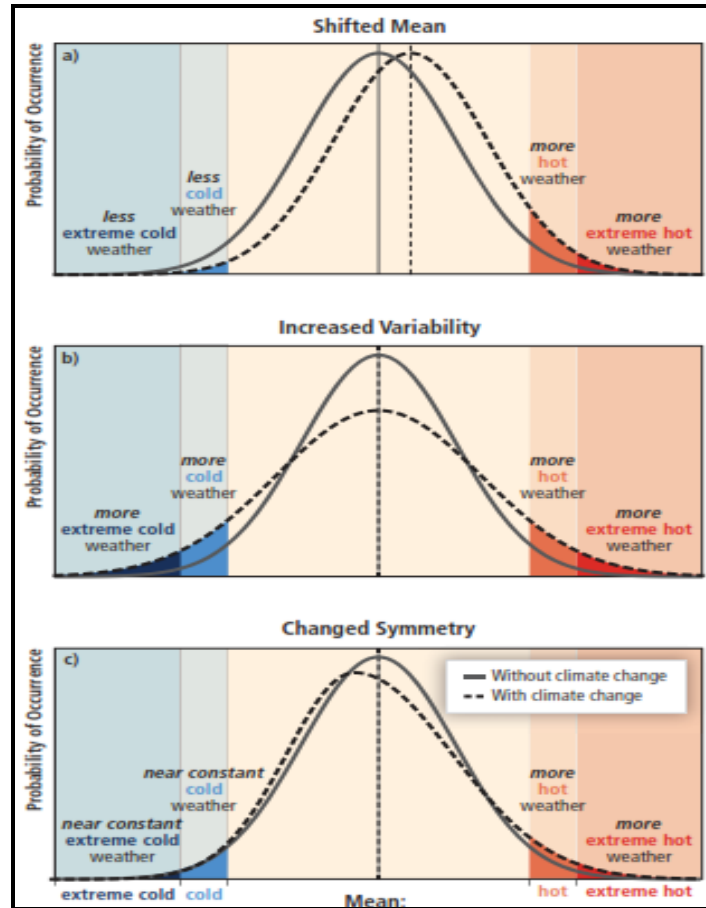 Shifted Mean
Probability of Occurrence
a)
less
extreme cold
weather
less
cold
weather
more
hot
weather
more
extreme hot
weather
Increased Variability
Probability of Occurrence
b)
more
extreme cold
weather
more
cold
weather
more
hot
weather
more
extreme hot
weather
Changed Symmetry
Probability of Occurrence
c)
Without climate change
With climate change
near constant
extreme cold
weather
near constant
cold
weather
more
hot
weather
more
extreme hot
weather
extreme cold
cold
Mean:
hot
extreme hot